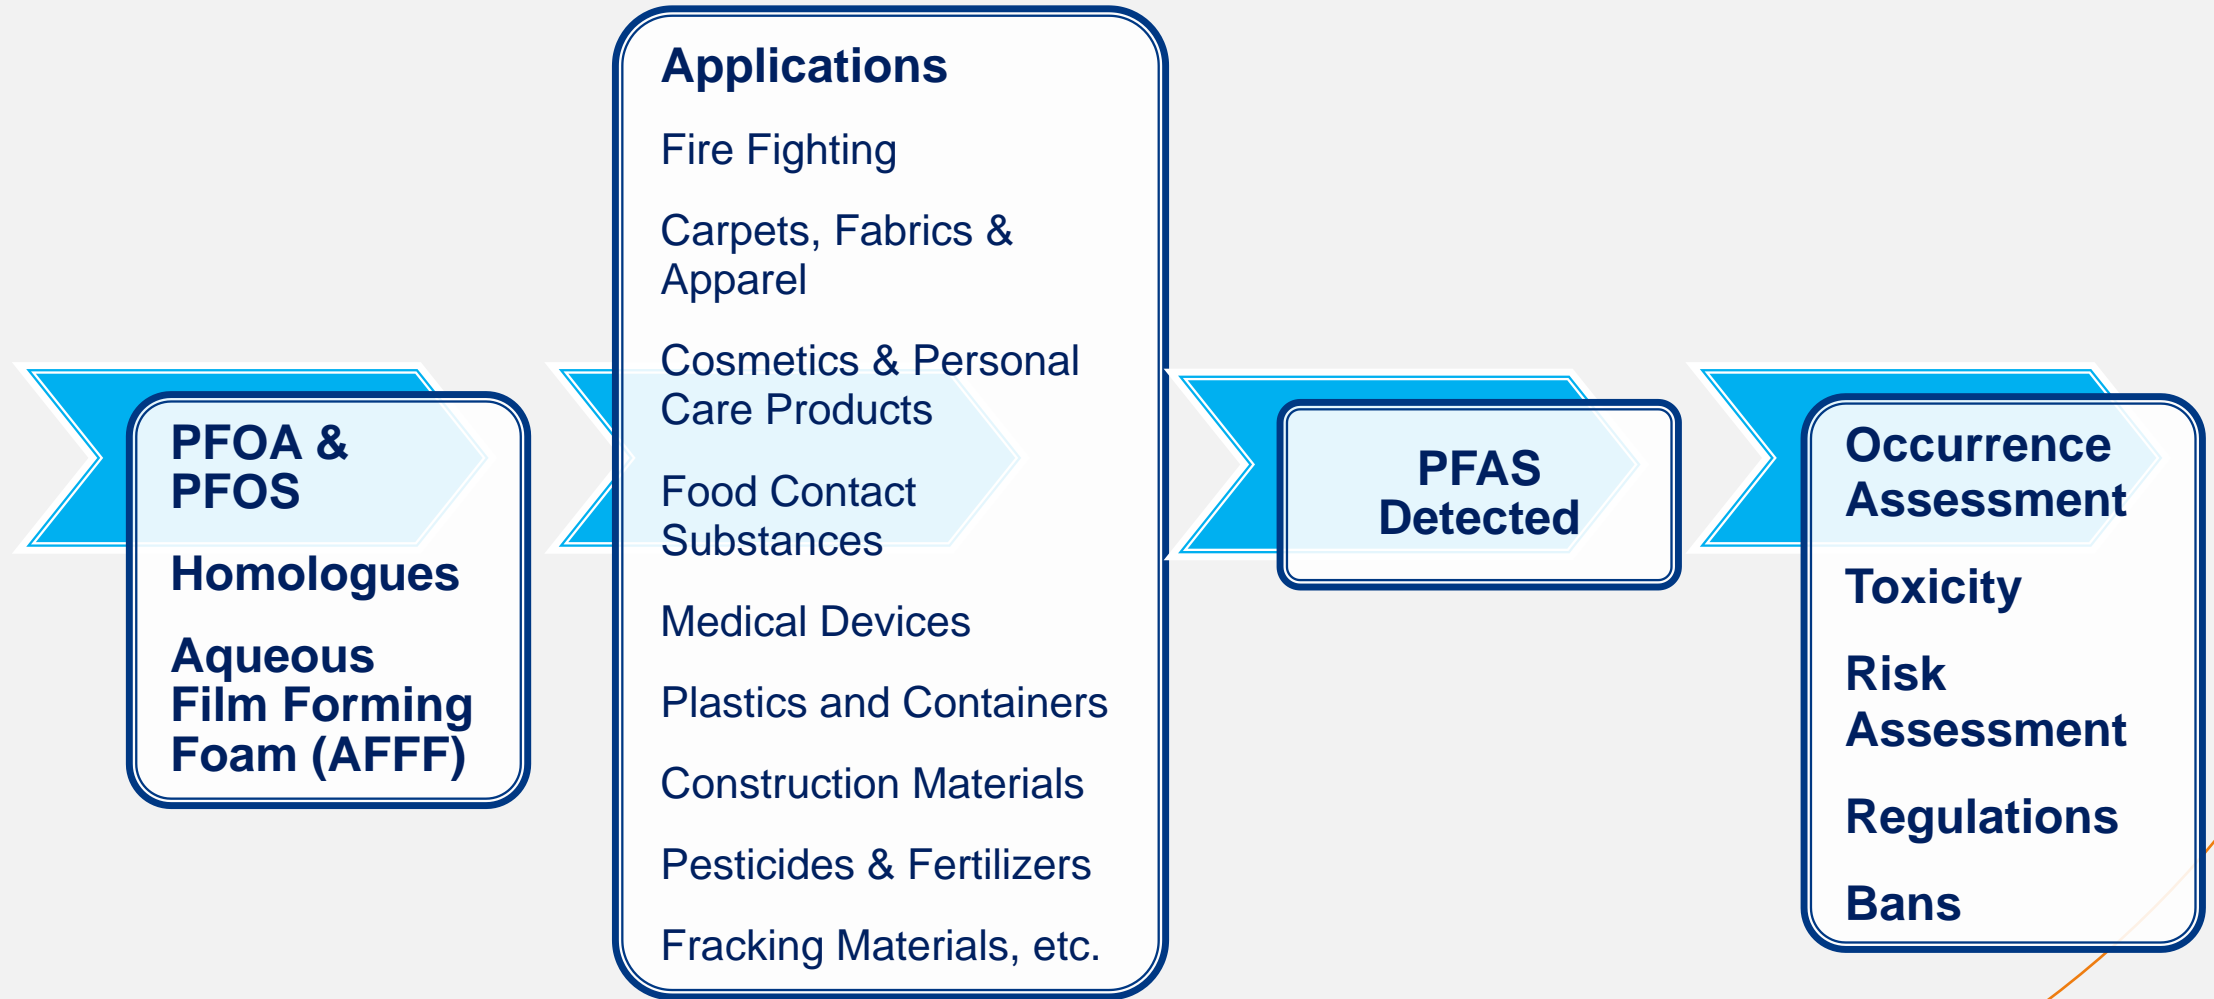 PFOA &
PFOS
Homologues
Aqueous
Film Forming
Foam (AFFF)
Applications
Fire Fighting
Carpets, Fabrics &
Apparel
Cosmetics & Personal
Care Products
Food Contact
Substances
Medical Devices
Plastics and Containers
Construction Materials
Pesticides & Fertilizers
Fracking Materials, etc.
PFAS
Detected
Occurrence
Assessment
Toxicity
Risk
Assessment
Regulations
Bans